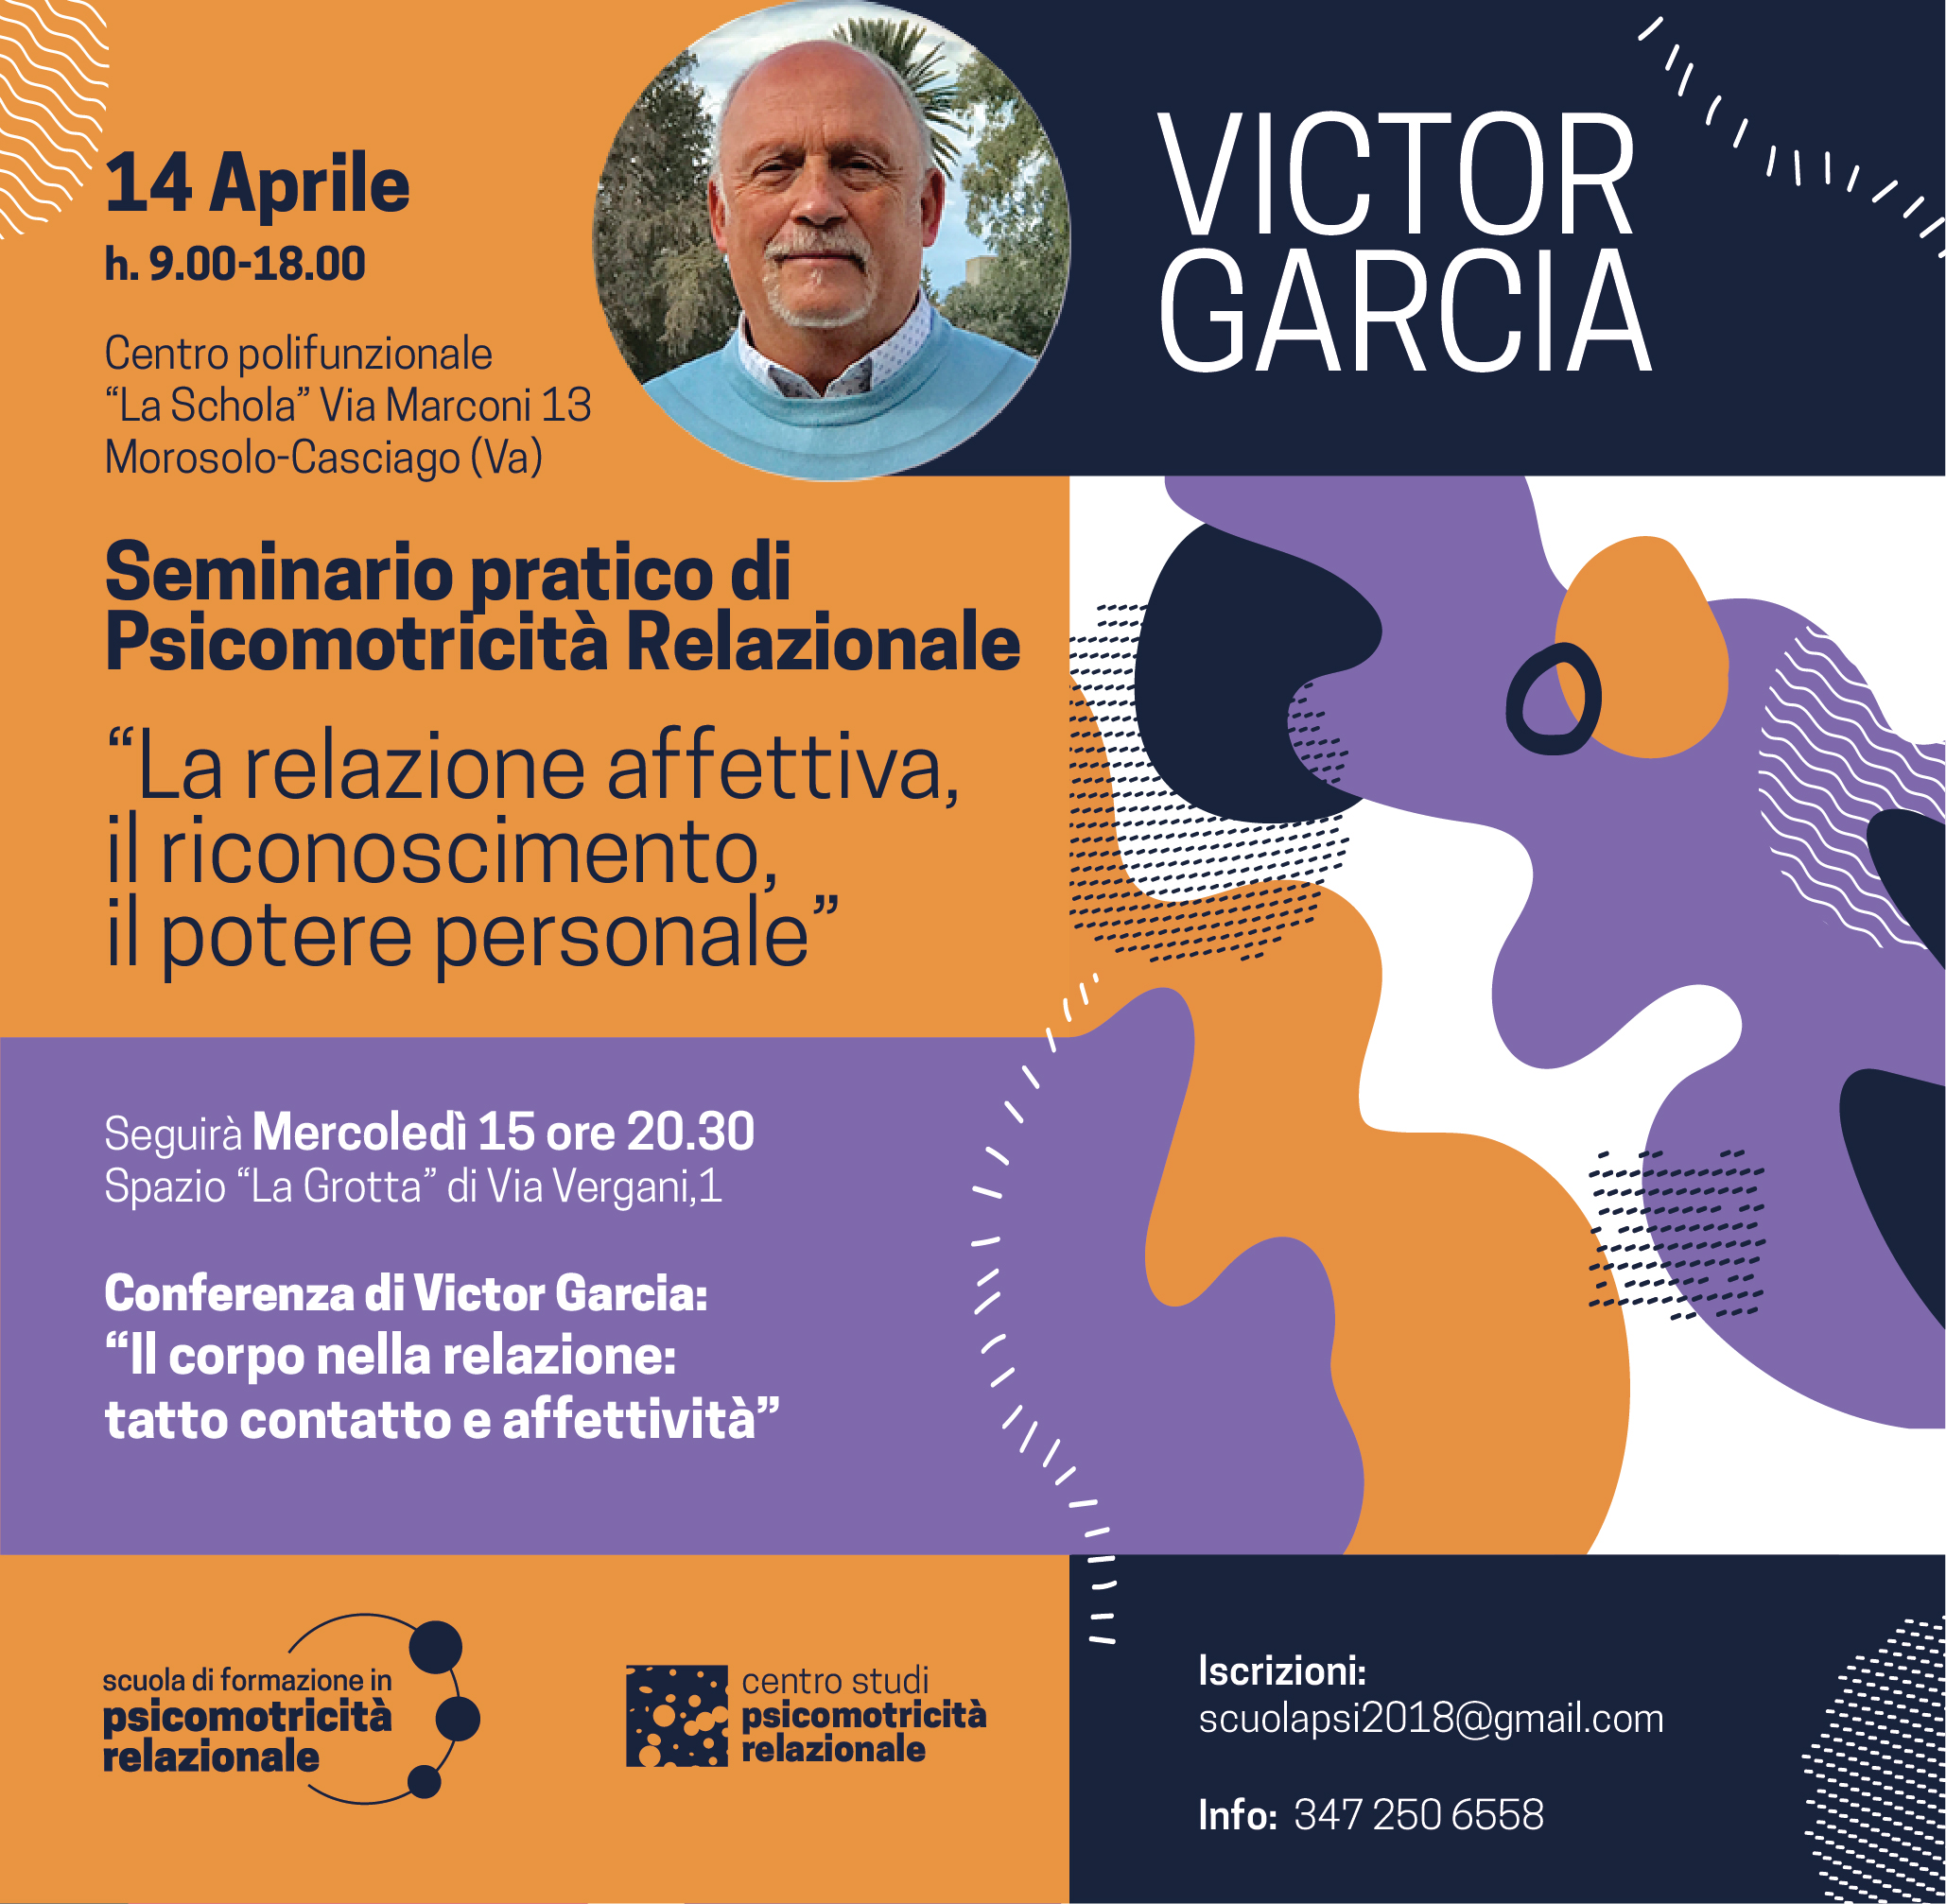 14 Aprile
h. 9.00-18.00
Centro polifunzionale
“La Schola” Via Marconi 13
Morosolo-Casciago (Va)
VICTOR
GARCIA
Seminario pratico di
Psicomotricità Relazionale
“La relazione affettiva,
il riconoscimento,
il potere personale”
Seguirà Mercoledì 15 ore 20.30
Spazio “La Grotta” di Via Vergani,1
Conferenza di Victor Garcia:
“Il corpo nella relazione:
tatto contatto e affettività”
scuola di formazione in
psicomotricità
relazionale
centro studi
psicomotricità
relazionale
Iscrizioni:
scuolapsi2018@gmail.com
Info: 347 250 6558